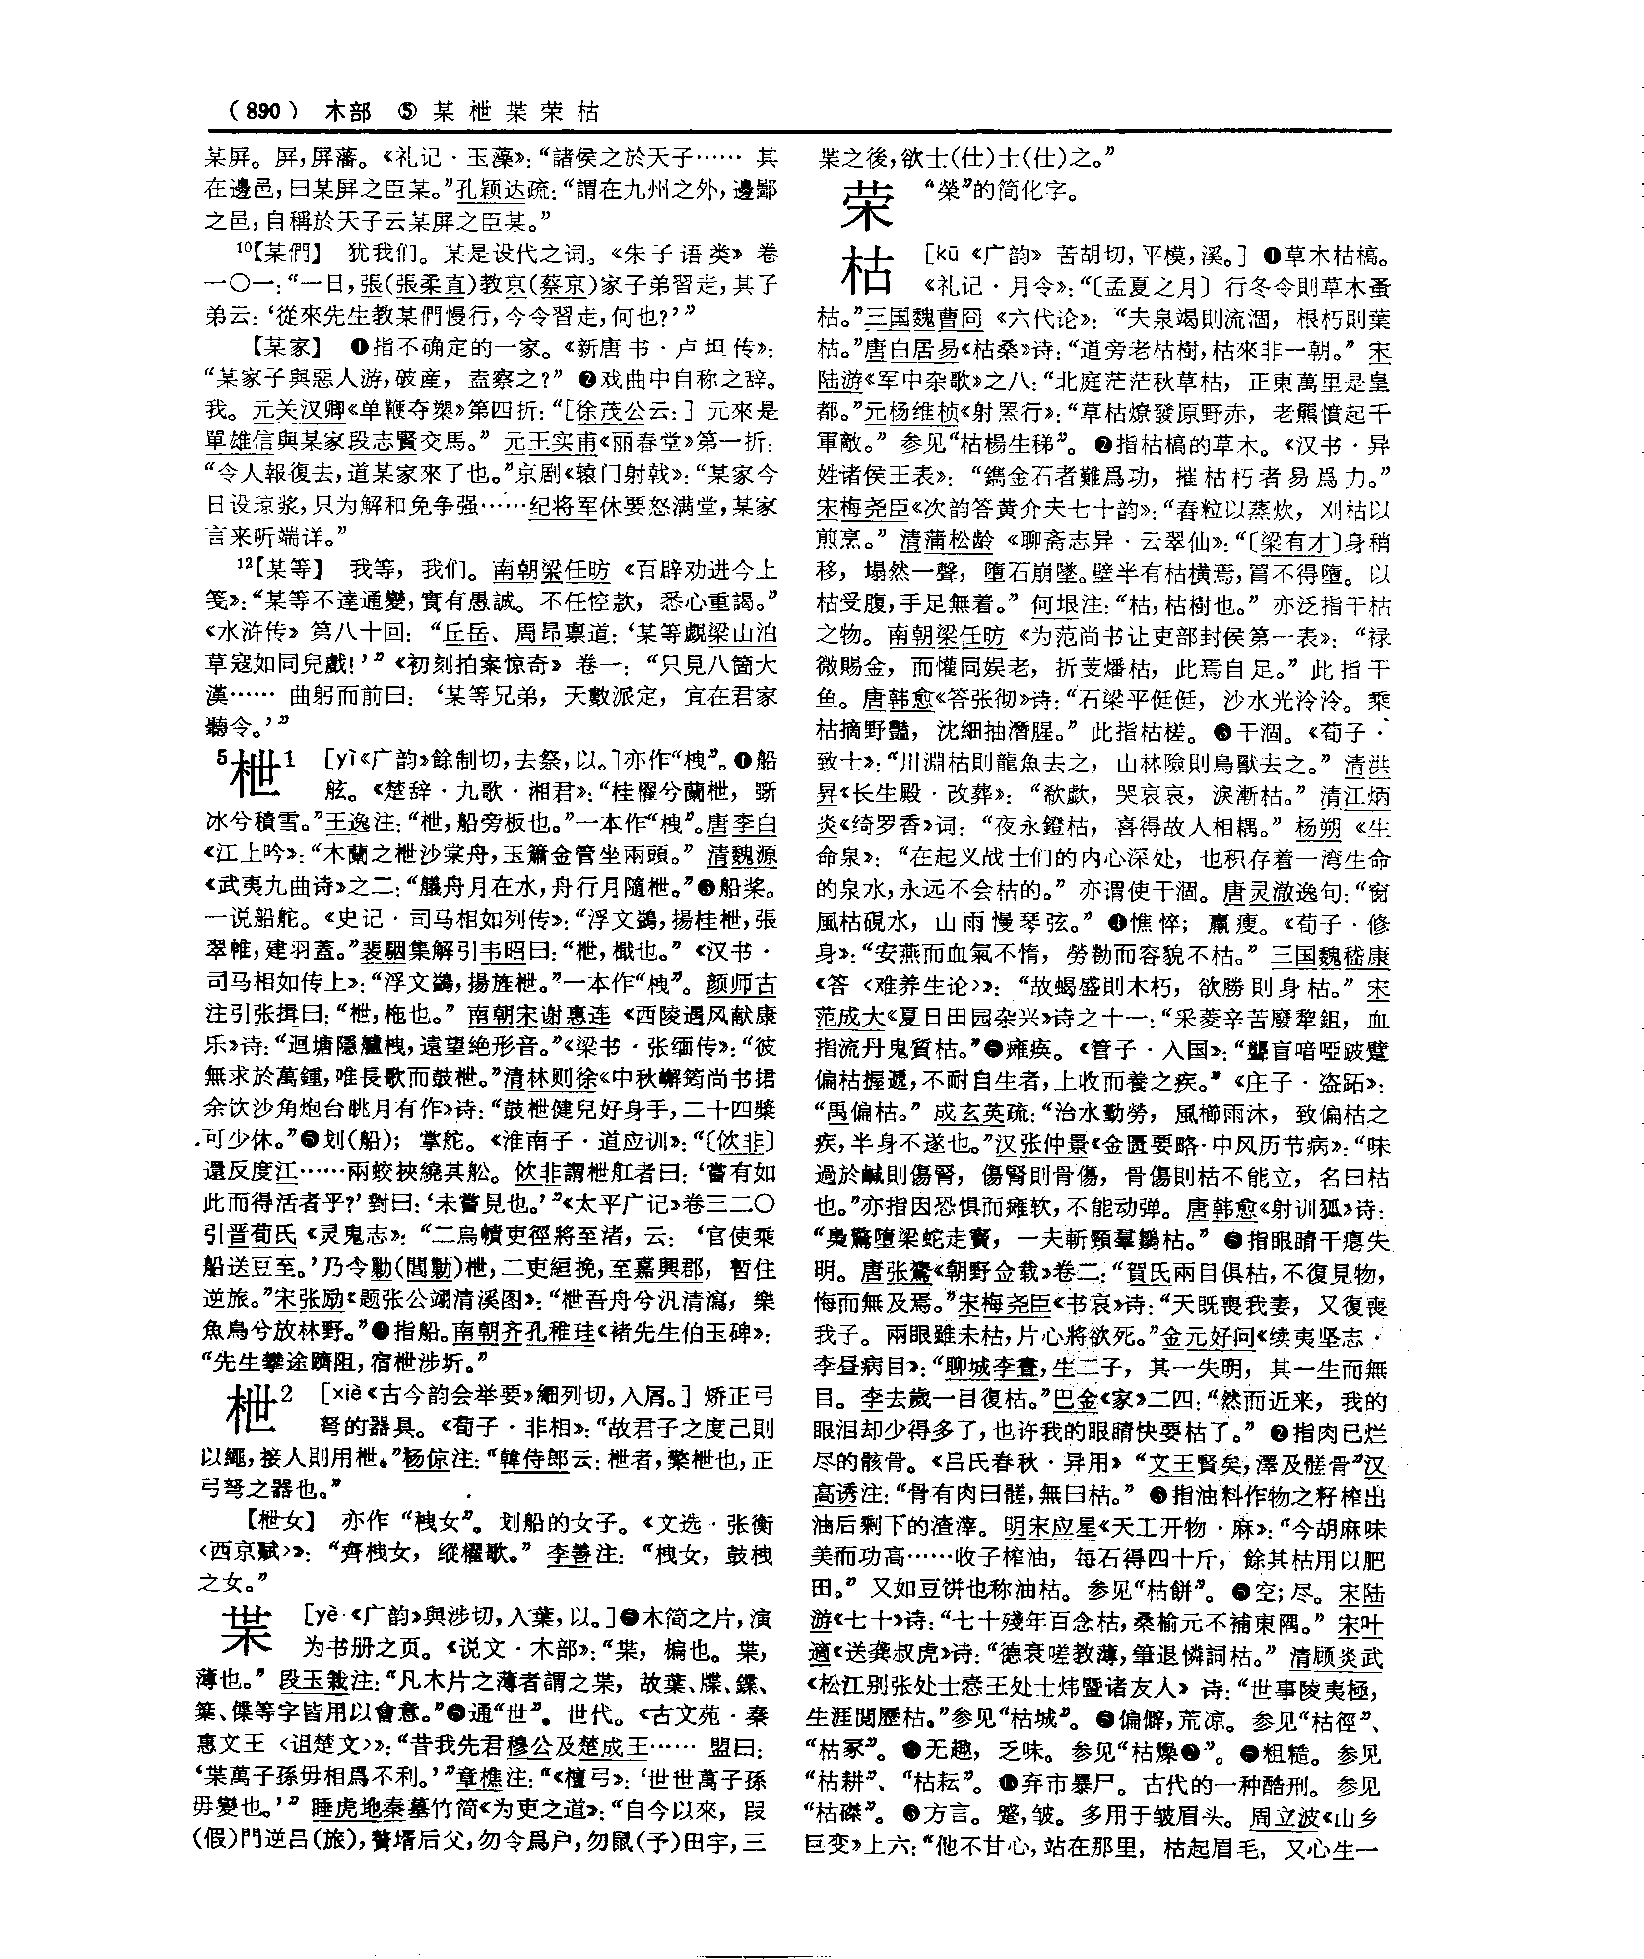 （890） 木部 ⑤ 某枻枼荣枯
某屏。屏，屏藩。《礼记·玉藻》：“諸侯之於天子…… 其
在邊邑，曰某屏之臣某。”孔颖达疏：“謂在九州之外，邊鄙
之邑，自稱於天子云某屏之臣某。”
¹⁰【某們】 犹我们。某是设代之词。《朱子语类》卷
一〇一：“一日，張(張柔直)教京(蔡京)家子弟習走，其子
弟云：‘從來先生教某們慢行，今令習走，何也？’”
【某家】 ❶指不确定的一家。《新唐书·卢坦传》：
“某家子與惡人游，破産，盍察之？” ❷戏曲中自称之辞。
我。元关汉卿《单鞭夺槊》第四折：“[徐茂公云：] 元來是
單雄信與某家段志賢交馬。” 元王实甫《丽春堂》第一折：
“令人報復去，道某家來了也。”京剧《辕门射戟》：“某家今
日设琼浆，只为解和免争强……纪将军休要怒满堂，某家
言来听端详。”
¹²【某等】 我等，我们。南朝梁任昉《百辟劝进今上
笺》：“某等不達通變，實有愚誠。不任悾款，悉心重謁。”
《水浒传》第八十回：“丘岳、周昂禀道：‘某等觑梁山泊
草寇如同兒戲！’”《初刻拍案惊奇》卷一：“只見八箇大
漢…… 曲躬而前曰：‘某等兄弟，天數派定，宜在君家
聽令。’”
⁵枻1 [yì《广韵》餘制切，去祭，以。]亦作“栧”。❶船
舷。《楚辞·九歌·湘君》：“桂櫂兮蘭枻，斲
冰兮積雪。”王逸注：“枻，船旁板也。”一本作“栧”。唐李白
《江上吟》：“木蘭之枻沙棠舟，玉簫金管坐兩頭。” 清魏源
《武夷九曲诗》之二：“艤舟月在水，舟行月隨枻。”❷船桨。
一说船舵。《史记·司马相如列传》：“浮文鷁，揚桂枻，張
翠帷，建羽蓋。”裴駰集解引韦昭曰：“枻，檝也。”《汉书·
司马相如传上》：“浮文鷁，揚旌枻。”一本作“栧”。颜师古
注引张揖曰：“枻，柂也。” 南朝宋谢惠连《西陵遇风献康
乐》诗：“迴塘隱艫栧，遠望絶形音。”《梁书·张缅传》：“彼
無求於萬鍾，唯長歌而鼓枻。”清林则徐《中秋嶰筠尚书招
余饮沙角炮台眺月有作》诗：“鼓枻健兒好身手，二十四槳
可少休。”❸划(船)；掌舵。《淮南子·道应训》：“〔佽非〕
還反度江……兩蛟挾繞其舩。佽非謂枻舡者曰：‘嘗有如
此而得活者乎？’對曰：‘未嘗見也。’”《太平广记》卷三二〇
引晋荀氏《灵鬼志》：“二烏幘吏徑將至渚，云：‘官使乘
船送豆至。’乃令勦(閭勦)枻，二吏絙挽，至嘉興郡，暫住
逆旅。”宋张励《题张公翊清溪图》：“枻吾舟兮汎清瀉，樂
魚鳥兮放林野。”❹指船。南朝齐孔稚珪《褚先生伯玉碑》：
“先生攀途躋阻，宿枻涉圻。”
枻2 [xiè《古今韵会举要》細列切，入屑。] 矫正弓
弩的器具。《荀子·非相》：“故君子之度己則
以繩，接人則用枻。”杨倞注：“韓侍郎云：枻者，檠枻也，正
弓弩之器也。”
【枻女】 亦作“栧女”。划船的女子。《文选·张衡
〈西京赋〉》：“齊栧女，縱櫂歌。” 李善注：“栧女，鼓栧
之女。”
枼 [yè《广韵》與涉切，入葉，以。]❶木简之片，演
为书册之页。《说文·木部》：“枼，楄也。枼，
薄也。” 段玉裁注：“凡木片之薄者謂之枼，故葉、牒、鍱、
箂、偞等字皆用以會意。”❷通“世”。世代。《古文苑·秦
惠文王〈诅楚文〉》：“昔我先君穆公及楚成王…… 盟曰：
‘枼萬子孫毋相爲不利。’”章樵注：“《檀弓》：‘世世萬子孫
毋變也。’” 睡虎地秦墓竹简《为吏之道》：“自今以來，叚
(假)門逆吕(旅)，贅壻后父，勿令爲户，勿鼠(予)田宇，三
枼之後，欲士(仕)士(仕)之。”
荣 “榮”的简化字。
枯 [kū《广韵》苦胡切，平模，溪。] ❶草木枯槁。
《礼记·月令》：“〔孟夏之月〕行冬令則草木蚤
枯。”三国魏曹冏《六代论》：“夫泉竭則流涸，根朽則葉
枯。”唐白居易《枯桑》诗：“道旁老枯樹，枯來非一朝。” 宋
陆游《军中杂歌》之八：“北庭茫茫秋草枯，正東萬里是皇
都。”元杨维桢《射羆行》：“草枯燎發原野赤，老羆憤起千
軍敵。” 参见“枯楊生稊”。❷指枯槁的草木。《汉书·异
姓诸侯王表》：“鐫金石者難爲功，摧枯朽者易爲力。”
宋梅尧臣《次韵答黄介夫七十韵》：“舂粒以蒸炊，刈枯以
煎烹。” 清蒲松龄《聊斋志异·云翠仙》：“〔梁有才〕身稍
移，塌然一聲，墮石崩墜。壁半有枯横焉，罥不得墮。以
枯受腹，手足無着。” 何垠注：“枯，枯樹也。” 亦泛指干枯
之物。南朝梁任昉《为范尚书让吏部封侯第一表》：“禄
微賜金，而懽同娱老，折芰燔枯，此焉自足。” 此指干
鱼。唐韩愈《答张彻》诗：“石梁平侹侹，沙水光泠泠。乘
枯摘野豔，沈細抽潛腥。” 此指枯槎。❸干涸。《荀子·
致士》：“川淵枯則龍魚去之，山林險則鳥獸去之。” 清洪
昇《长生殿·改葬》：“欷歔，哭哀哀，淚漸枯。” 清江炳
炎《绮罗香》词：“夜永鐙枯，喜得故人相耦。” 杨朔《生
命泉》：“在起义战士们的内心深处，也积存着一湾生命
的泉水，永远不会枯的。” 亦谓使干涸。唐灵澈逸句：“窗
風枯硯水，山雨慢琴弦。” ❹憔悴；羸瘦。《荀子·修
身》：“安燕而血氣不惰，勞勌而容貌不枯。” 三国魏嵇康
《答〈难养生论〉》：“故蝎盛則木朽，欲勝則身枯。” 宋
范成大《夏日田园杂兴》诗之十一：“采菱辛苦廢犂鉏，血
指流丹鬼質枯。”❺瘫痪。《管子·入国》：“聾盲喑啞跛躄
偏枯握遞，不耐自生者，上收而養之疾。”《庄子·盗跖》：
“禹偏枯。” 成玄英疏：“治水勤勞，風櫛雨沐，致偏枯之
疾，半身不遂也。”汉张仲景《金匮要略·中风历节病》：“味
過於鹹則傷腎，傷腎則骨傷，骨傷則枯不能立，名曰枯
也。”亦指因恐惧而瘫软，不能动弹。唐韩愈《射训狐》诗：
“梟驚墮梁蛇走竇，一夫斬頸羣鶵枯。” ❻指眼睛干瘪失
明。唐张鷟《朝野佥载》卷二：“賀氏兩目俱枯，不復見物，
悔而無及焉。”宋梅尧臣《书哀》诗：“天既喪我妻，又復喪
我子。兩眼雖未枯，片心將欲死。”金元好问《续夷坚志·
李昼病目》：“聊城李晝，生二子，其一失明，其一生而無
目。李去歲一目復枯。”巴金《家》二四：“然而近来，我的
眼泪却少得多了，也许我的眼睛快要枯了。” ❼指肉已烂
尽的骸骨。《吕氏春秋·异用》“文王賢矣，澤及髊骨”汉
高诱注：“骨有肉曰髊，無曰枯。” ❽指油料作物之籽榨出
油后剩下的渣滓。明宋应星《天工开物·麻》：“今胡麻味
美而功高……收子榨油，每石得四十斤，餘其枯用以肥
田。” 又如豆饼也称油枯。参见“枯餅”。❾空；尽。宋陆
游《七十》诗：“七十殘年百念枯，桑榆元不補東隅。” 宋叶
適《送龚叔虎》诗：“德衰嗟教薄，筆退憐詞枯。” 清顾炎武
《松江别张处士悫王处士炜暨诸友人》诗：“世事陵夷極，
生涯閱歷枯。”参见“枯城”。❿偏僻，荒凉。参见“枯徑”、
“枯冢”。⓫无趣，乏味。参见“枯燥❷”。⓬粗糙。参见
“枯耕”、“枯耘”。⓭弃市暴尸。古代的一种酷刑。参见
“枯磔”。⓮方言。蹙，皱。多用于皱眉头。周立波《山乡
巨变》上六：“他不甘心，站在那里，枯起眉毛，又心生一